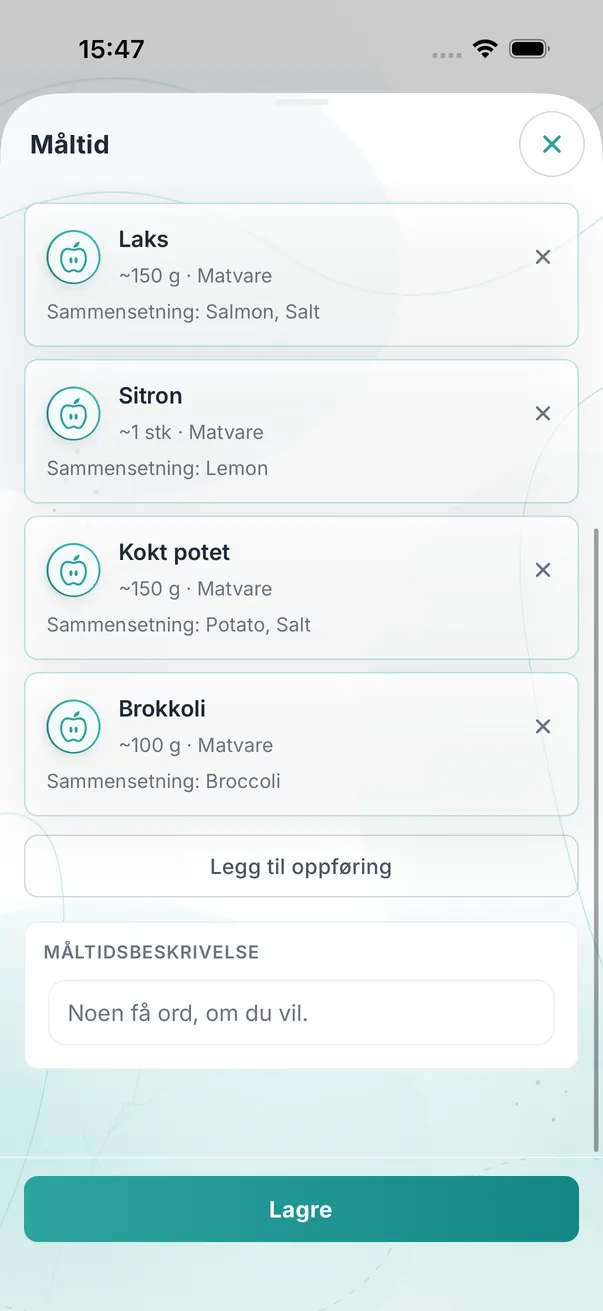 15:47
Måltid
Laks
~150 g · Matvare
Sammensetning: Salmon, Salt
Sitron
~1 stk · Matvare
Sammensetning: Lemon
Kokt potet
~150 g · Matvare
Sammensetning: Potato, Salt
Brokkoli
~100 g · Matvare
Sammensetning: Broccoli
Legg til oppføring
MÅLTIDSBESKRIVELSE
Noen få ord, om du vil.
Lagre